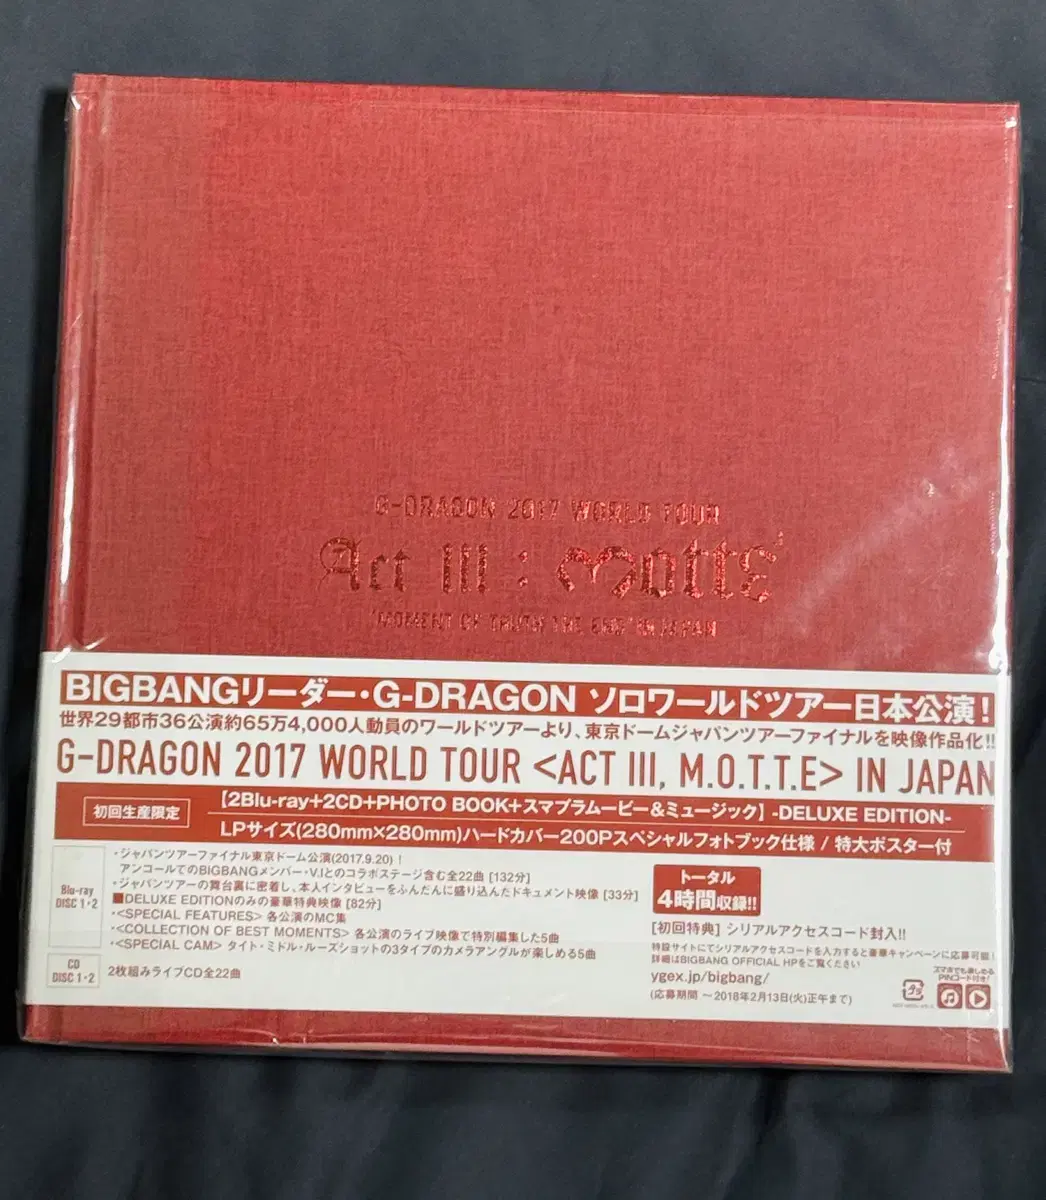 G-DRAGON 2017 WORLD TOUR
Act III : Motte
'MOMENT OF TRUTH THE END' IN JAPAN
BIGBANGリーダー・G-DRAGON ソロワールドツアー日本公演!
世界29都市36公演約65万4,000人動員のワールドツアーより、東京ドームジャパンツアーファイナルを映像作品化!!
G-DRAGON 2017 WORLD TOUR <ACT III, M.O.T.T.E> IN JAPAN
初回生産限定
【2Blu-ray+2CD+PHOTO BOOK+スマプラムービー&ミュージック】-DELUXE EDITION-
LPサイズ(280mm×280mm)ハードカバー200Pスペシャルフォトブック仕様 / 特大ポスター付
Blu-ray
DISC 1・2
・ジャパンツアーファイナル東京ドーム公演(2017.9.20)!
アンコールでのBIGBANGメンバー・V.Iとのコラボステージ含む全22曲 [132分]
・ジャパンツアーの舞台裏に密着し、本人インタビューをふんだんに盛り込んだドキュメント映像 [33分]
■DELUXE EDITIONのみの豪華特典映像 [82分]
・<SPECIAL FEATURES> 各公演のMC集
・<COLLECTION OF BEST MOMENTS> 各公演のライブ映像で特別編集した5曲
・<SPECIAL CAM> タイト・ミドル・ルーズショットの3タイプのカメラアングルが楽しめる5曲
CD
DISC 1・2
2枚組みライブCD全22曲
トータル
4時間収録!!
[初回特典] シリアルアクセスコード封入!!
特設サイトにてシリアルアクセスコードを入力すると豪華キャンペーンに応募可能!
詳細はBIGBANG OFFICIAL HPをご覧ください
ygex.jp/bigbang/
(応募期間 〜2018年2月13日(火)正午まで)
スマホでも楽しめる
PINコード付き!